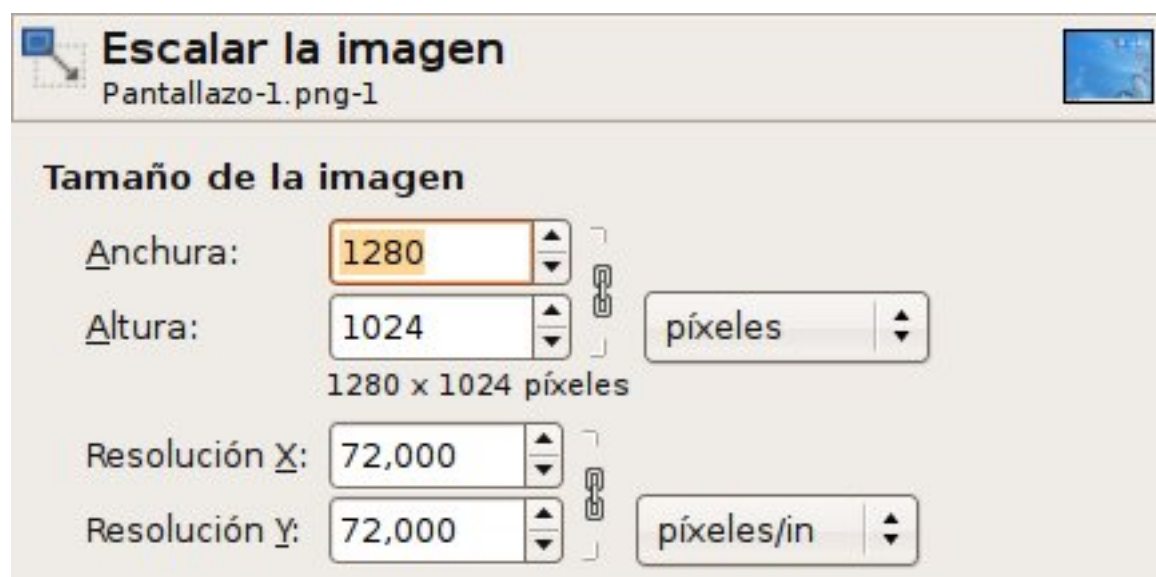 Escalar la imagen
Pantallazo-1.png-1
Tamaño de la imagen
Anchura: 1280
Altura: 1024 píxeles
1280 x 1024 píxeles
Resolución X: 72,000
Resolución Y: 72,000 píxeles/in